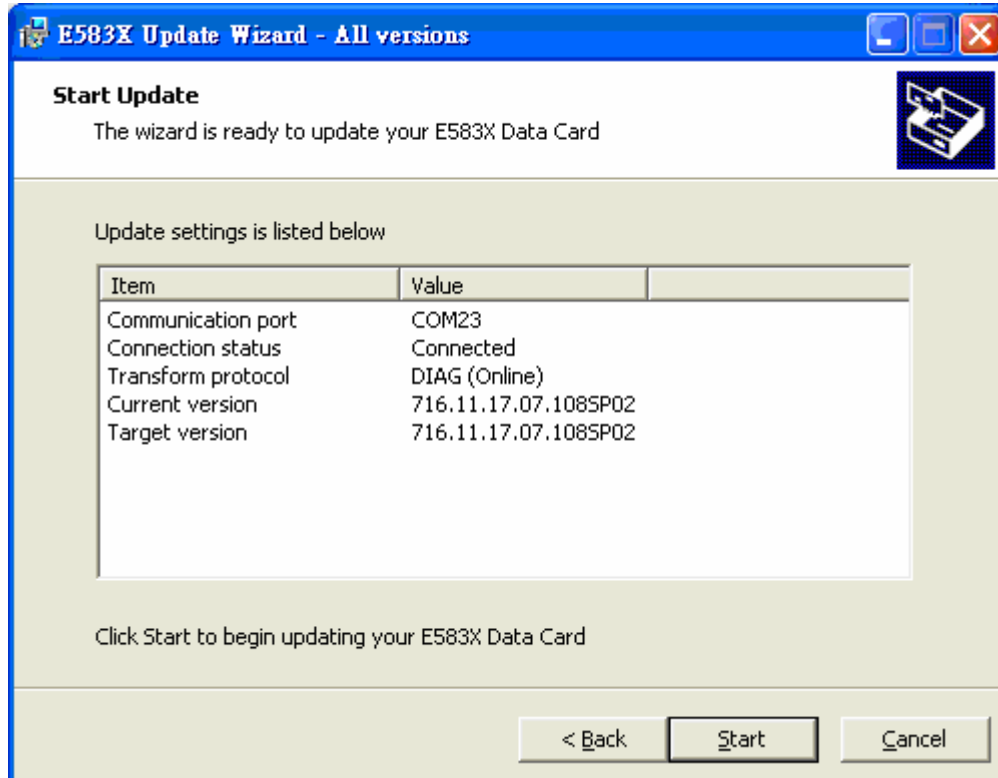 E583X Update Wizard - All versions
Start Update
The wizard is ready to update your E583X Data Card
Update settings is listed below
Item Value
Communication port COM23
Connection status Connected
Transform protocol DIAG (Online)
Current version 716.11.17.07.108SP02
Target version 716.11.17.07.108SP02
Click Start to begin updating your E583X Data Card
< Back Start Cancel